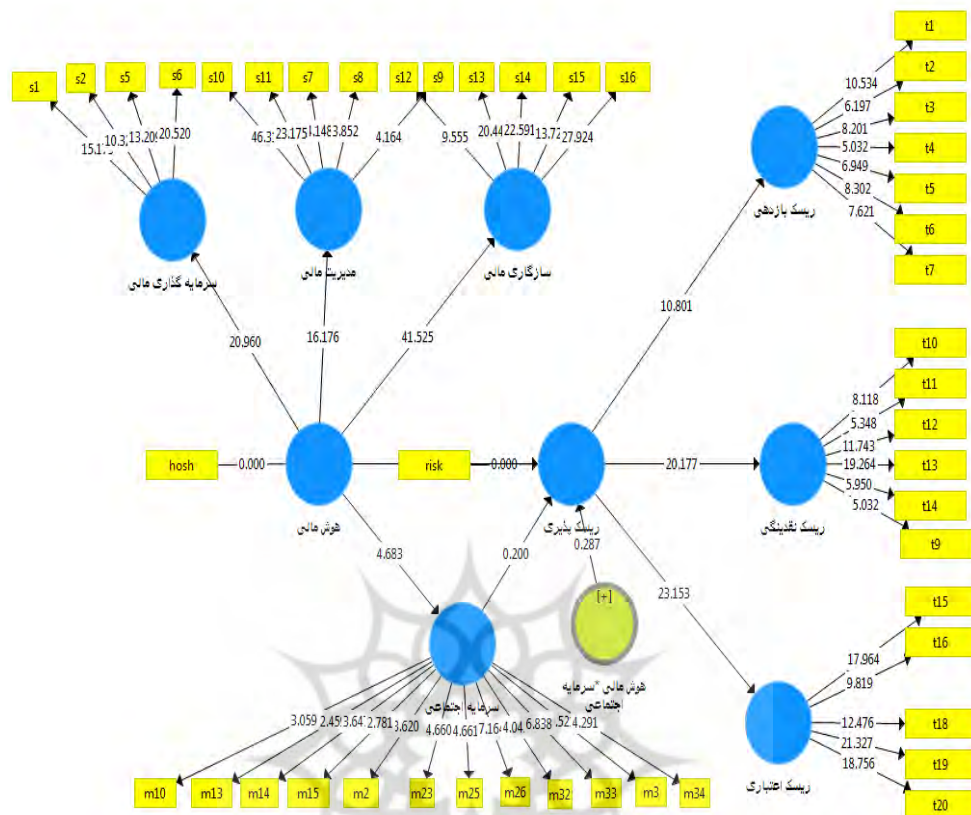 t1
t2
t3
t4
t5
t6
t7
10.534
6.197
8.201
5.032
6.949
8.302
7.621
ریسک بازدهی
s1
s2
s5
s6
s10
s11
s7
s8
s12
s9
s13
s14
s15
s16
20.520
23.175
4.164
9.555
22.591
27.924
سرمایه گذاری مالی
مدیریت مالی
سازگاری مالی
20.960
16.176
41.525
10.801
hosh
0.000
هوش مالی
risk
0.000
ریسک پذیری
20.177
ریسک نقدینگی
t10
t11
t12
t13
t14
t9
8.118
5.348
11.743
19.264
5.950
5.032
4.683
0.200
0.287
23.153
[+]
هوش مالی *سرمایه
اجتماعی
سرمایه اجتماعی
3.059
2.781
4.660
6.838
4.291
m10
m13
m14
m15
m2
m23
m25
m26
m32
m33
m3
m34
t15
t16
t18
t19
t20
17.964
9.819
12.476
21.327
18.756
ریسک اعتباری